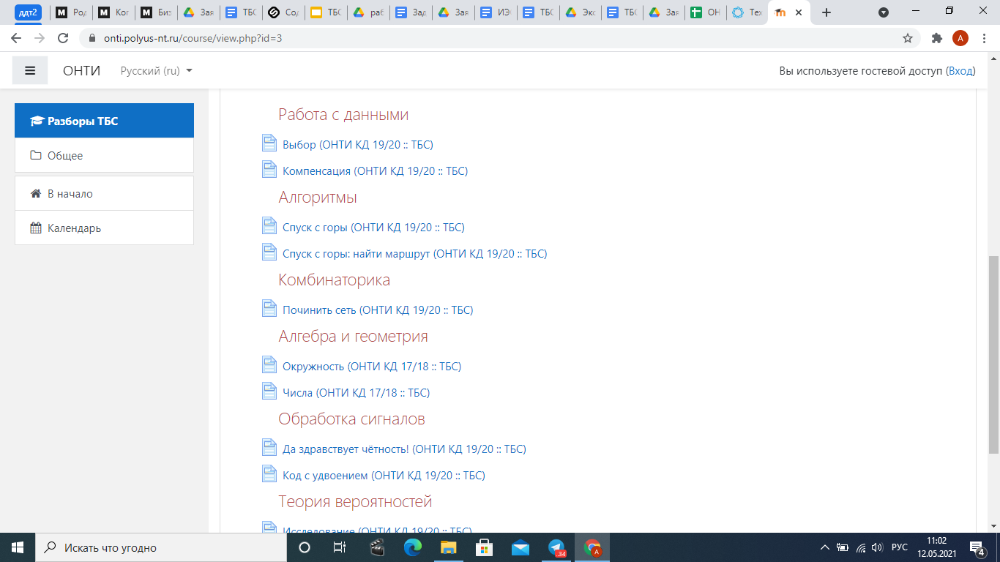 ддт2
Род
Ког
Биз
Зая
ТБС
Сод
ТБС
раб
Зад
Зая
ИЭ
ТБС
Экс
ТБС
Зая
ОН
Тех
onti.polyus-nt.ru/course/view.php?id=3
А
ОНТИ
Русский (ru)
Вы используете гостевой доступ (Вход)
Разборы ТБС
Общее
В начало
Календарь
Работа с данными
Выбор (ОНТИ КД 19/20 :: ТБС)
Компенсация (ОНТИ КД 19/20 :: ТБС)
Алгоритмы
Спуск с горы (ОНТИ КД 19/20 :: ТБС)
Спуск с горы: найти маршрут (ОНТИ КД 19/20 :: ТБС)
Комбинаторика
Починить сеть (ОНТИ КД 19/20 :: ТБС)
Алгебра и геометрия
Окружность (ОНТИ КД 17/18 :: ТБС)
Числа (ОНТИ КД 17/18 :: ТБС)
Обработка сигналов
Да здравствует чётность! (ОНТИ КД 19/20 :: ТБС)
Код с удвоением (ОНТИ КД 19/20 :: ТБС)
Теория вероятностей
Исследование (ОНТИ КД 19/20 :: ТБС)
Искать что угодно
.34
А
РУС
11:02
12.05.2021
4